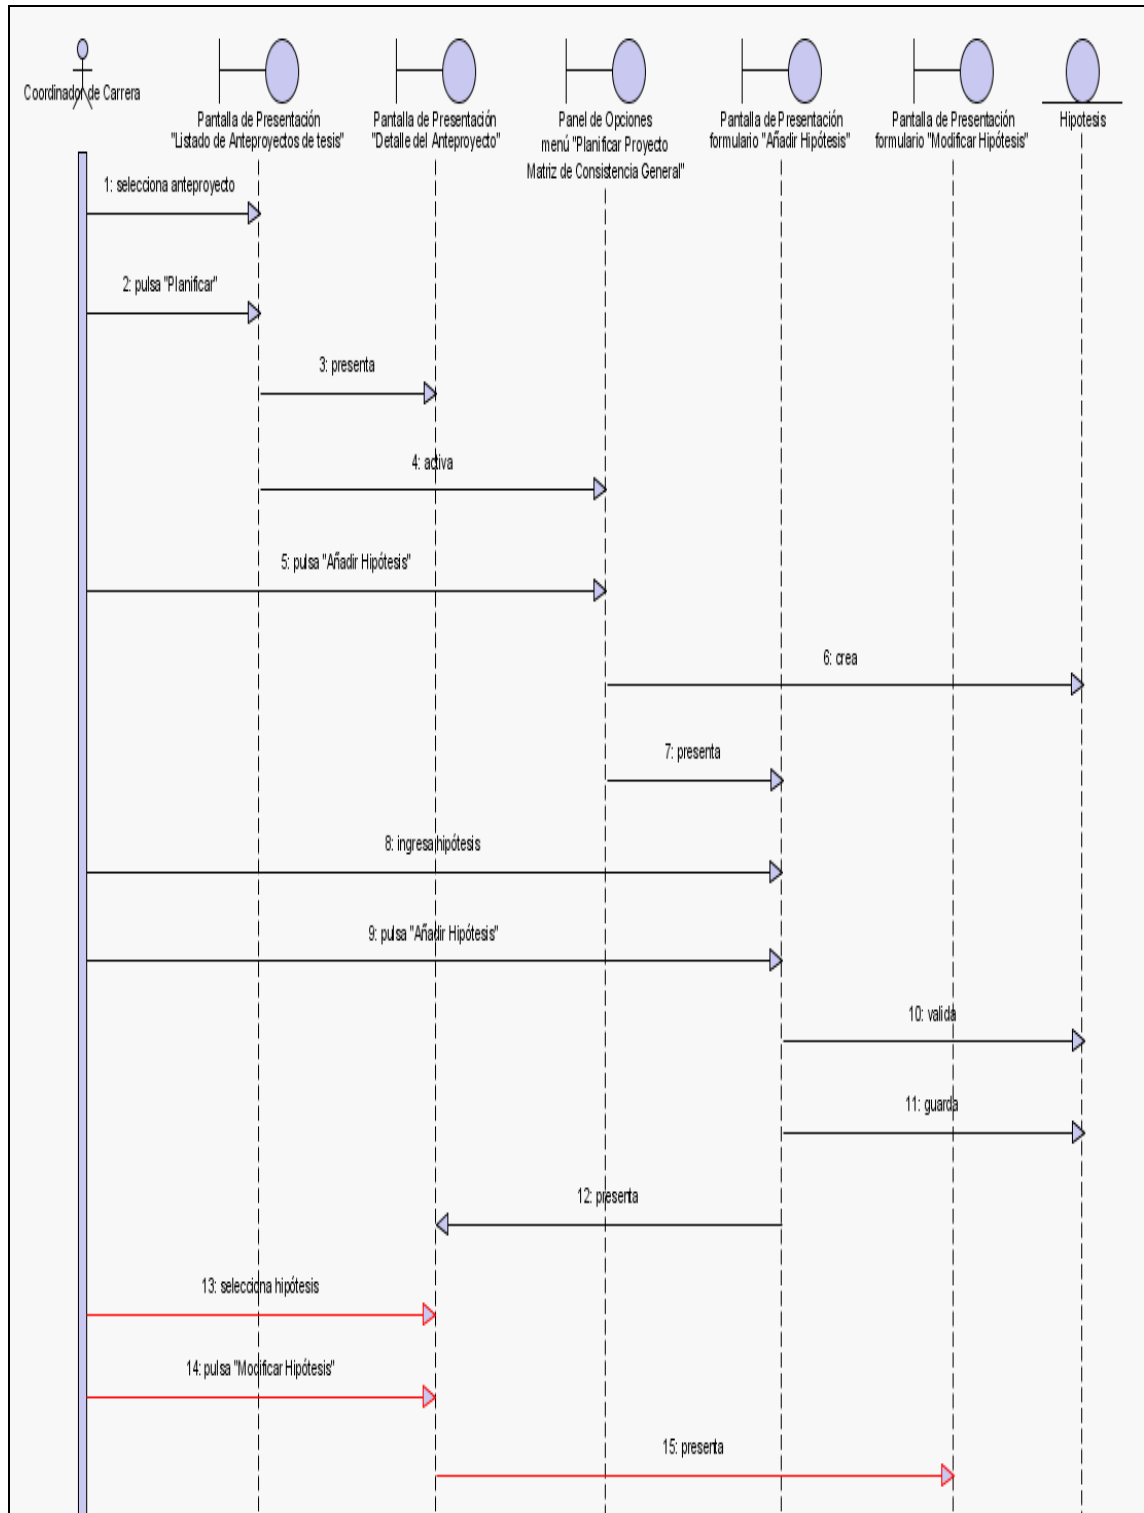 Coordinador de Carrera
Pantalla de Presentación
"Listado de Anteproyectos de tesis"
Pantalla de Presentación
"Detalle del Anteproyecto"
Panel de Opciones
menú "Planificar Proyecto
Matriz de Consistencia General"
Pantalla de Presentación
formulario "Añadir Hipótesis"
Pantalla de Presentación
formulario "Modificar Hipótesis"
Hipotesis
1: selecciona anteproyecto
2: pulsa "Planificar"
3: presenta
4: activa
5: pulsa "Añadir Hipótesis"
6: crea
7: presenta
8: ingresa hipótesis
9: pulsa "Añadir Hipótesis"
10: valida
11: guarda
12: presenta
13: selecciona hipótesis
14: pulsa "Modificar Hipótesis"
15: presenta